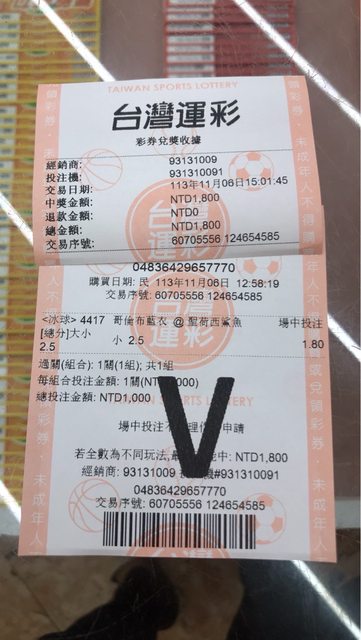 TAIWAN SPORTS LOTTERY
台灣運彩
彩券兌獎收據
經銷商: 93131009
投注機: 931310091
交易日期: 113年11月06日15:01:45
中獎金額: NTD1,800
退款金額: NTD0
總金額: NTD1,800
交易序號: 60705556 124654585
04836429657770
購買日期: 民 113年11月06日 12:58:19
交易序號: 60705556 124654585
<冰球> 4417 哥倫布藍衣 @ 聖荷西鯊魚 場中投注
[總分]大小
2.5 小 2.5 1.80
過關(組合): 1關(1組); 共1組
每組合投注金額: 1關(NTD1,000)
總投注金額: NTD1,000
V
場中投注 申請
若全數為不同玩法,最 中: NTD1,800
經銷商: 93131009 #931310091
04836429657770
交易序號: 60705556 124654585